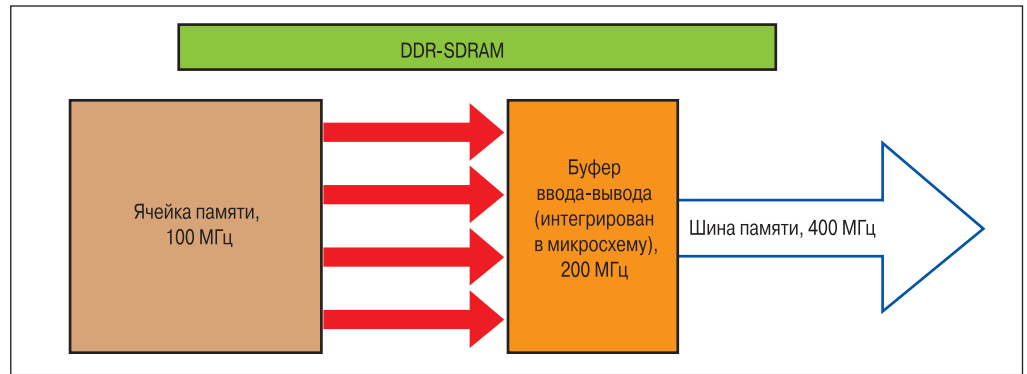 DDR-SDRAM
Ячейка памяти,
100 МГц
Буфер
ввода-вывода
(интегрирован
в микросхему),
200 МГц
Шина памяти, 400 МГц